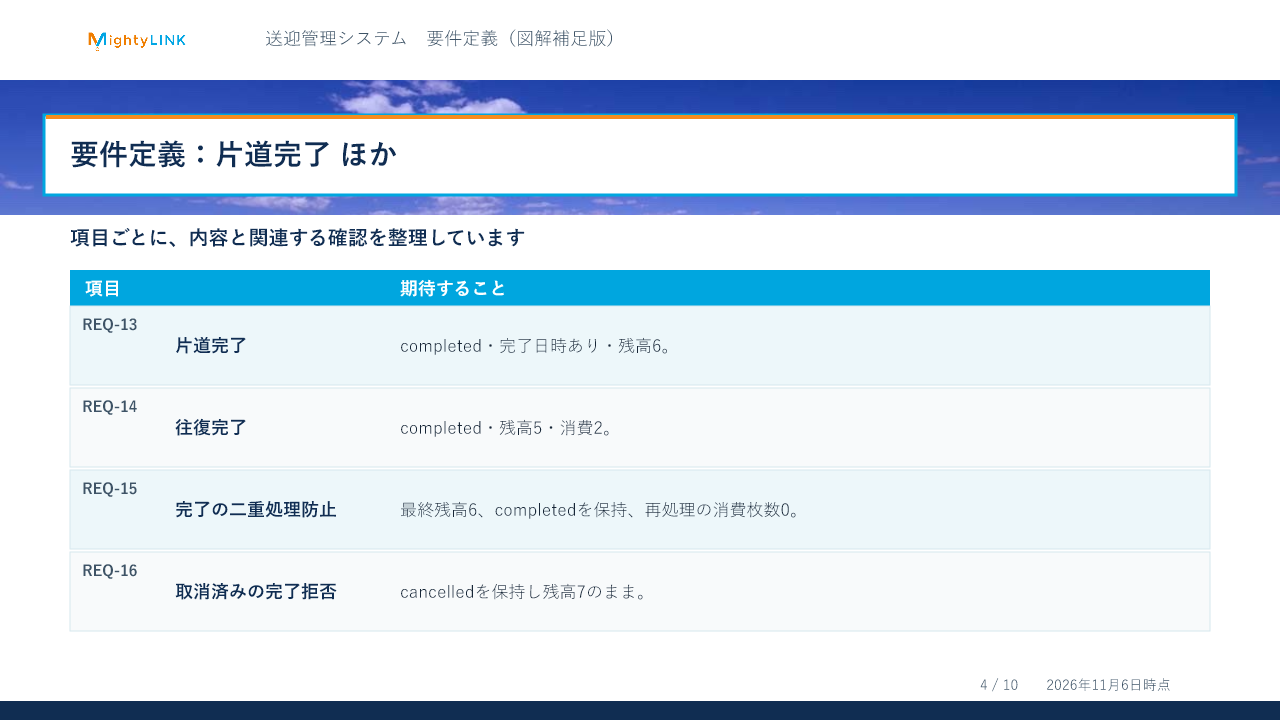 MightyLINK
送迎管理システム　要件定義（図解補足版）
要件定義：片道完了 ほか
項目ごとに、内容と関連する確認を整理しています
項目 期待すること
REQ-13
片道完了 completed・完了日時あり・残高6。
REQ-14
往復完了 completed・残高5・消費2。
REQ-15
完了の二重処理防止 最終残高6、completedを保持、再処理の消費枚数0。
REQ-16
取消済みの完了拒否 cancelledを保持し残高7のまま。
4 / 10 2026年11月6日時点